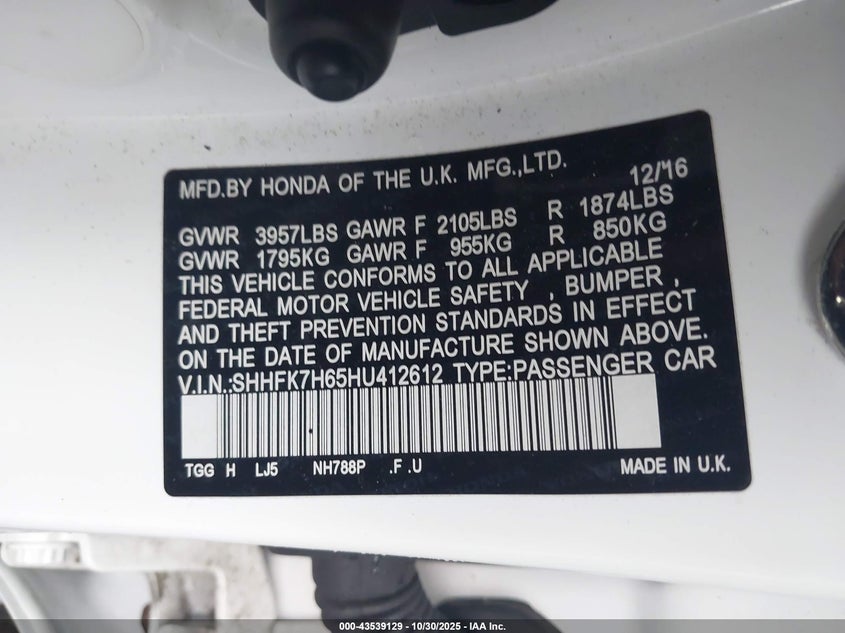 MFD.BY HONDA OF THE U.K. MFG.,LTD. 12/16
GVWR 3957LBS GAWR F 2105LBS R 1874LBS
GVWR 1795KG GAWR F 955KG R 850KG
THIS VEHICLE CONFORMS TO ALL APPLICABLE
FEDERAL MOTOR VEHICLE SAFETY , BUMPER ,
AND THEFT PREVENTION STANDARDS IN EFFECT
ON THE DATE OF MANUFACTURE SHOWN ABOVE.
V.I.N.:SHHFK7H65HU412612 TYPE:PASSENGER CAR
TGG H LJ5 NH788P .F .U MADE IN U.K.
000-43539129 - 10/30/2025 - IAA Inc.